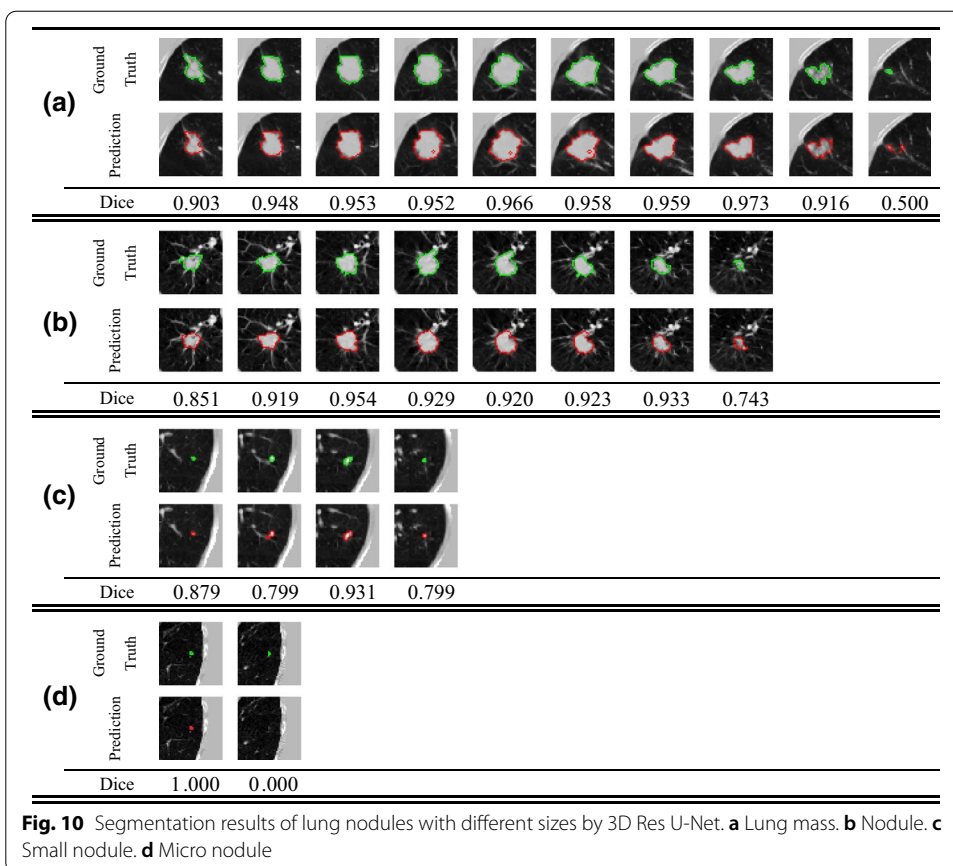 (a)
Ground Truth
Prediction
Dice 0.903 0.948 0.953 0.952 0.966 0.958 0.959 0.973 0.916 0.500
(b)
Ground Truth
Prediction
Dice 0.851 0.919 0.954 0.929 0.920 0.923 0.933 0.743
(c)
Ground Truth
Prediction
Dice 0.879 0.799 0.931 0.799
(d)
Ground Truth
Prediction
Dice 1.000 0.000
Fig. 10 Segmentation results of lung nodules with different sizes by 3D Res U-Net. a Lung mass. b Nodule. c
Small nodule. d Micro nodule